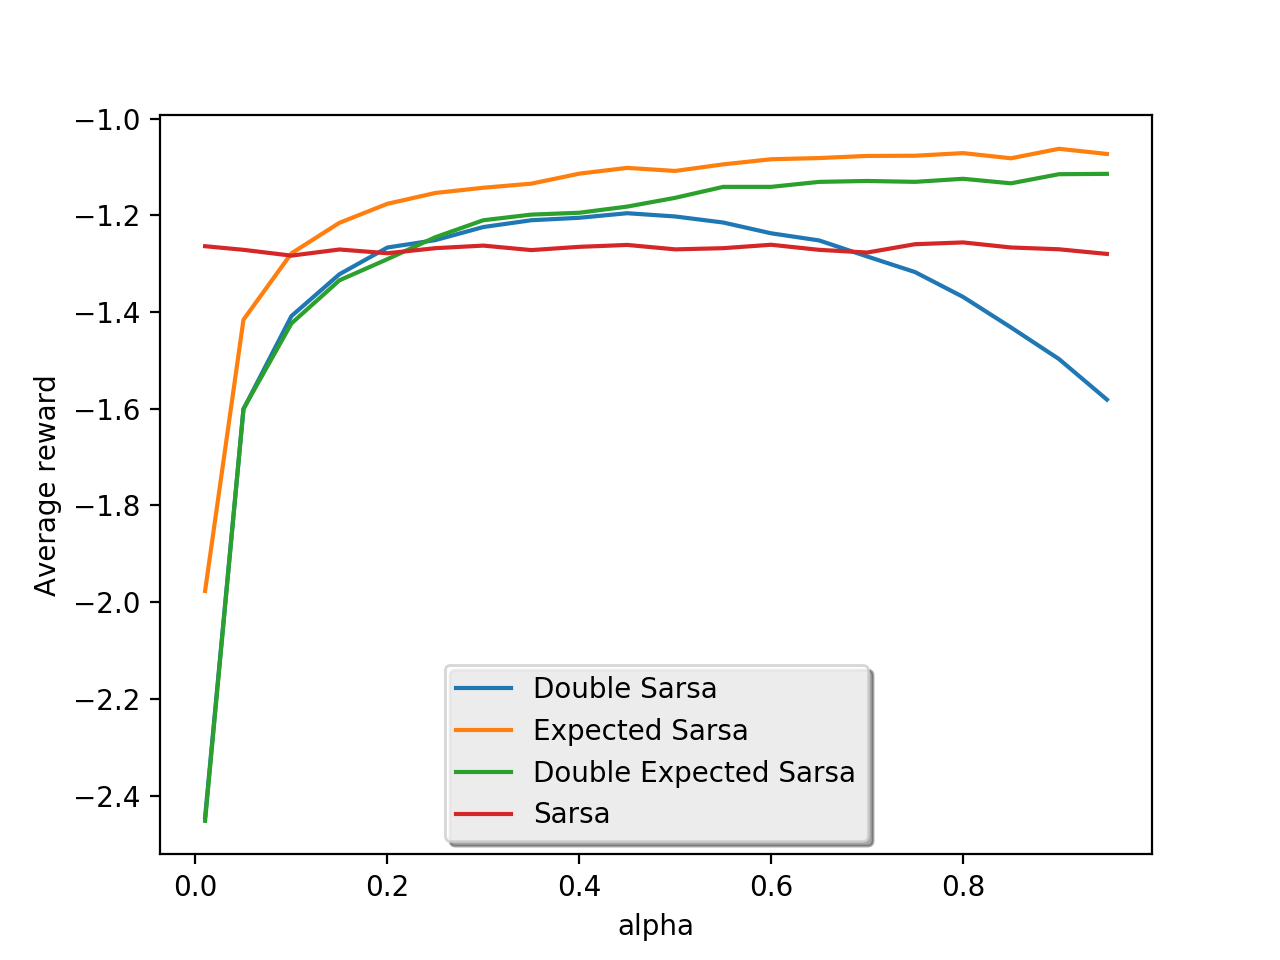 −1.0
−1.2
−1.4
−1.6
−1.8
−2.0
−2.2
−2.4
Average reward
Double Sarsa
Expected Sarsa
Double Expected Sarsa
Sarsa
0.0 0.2 0.4 0.6 0.8
alpha